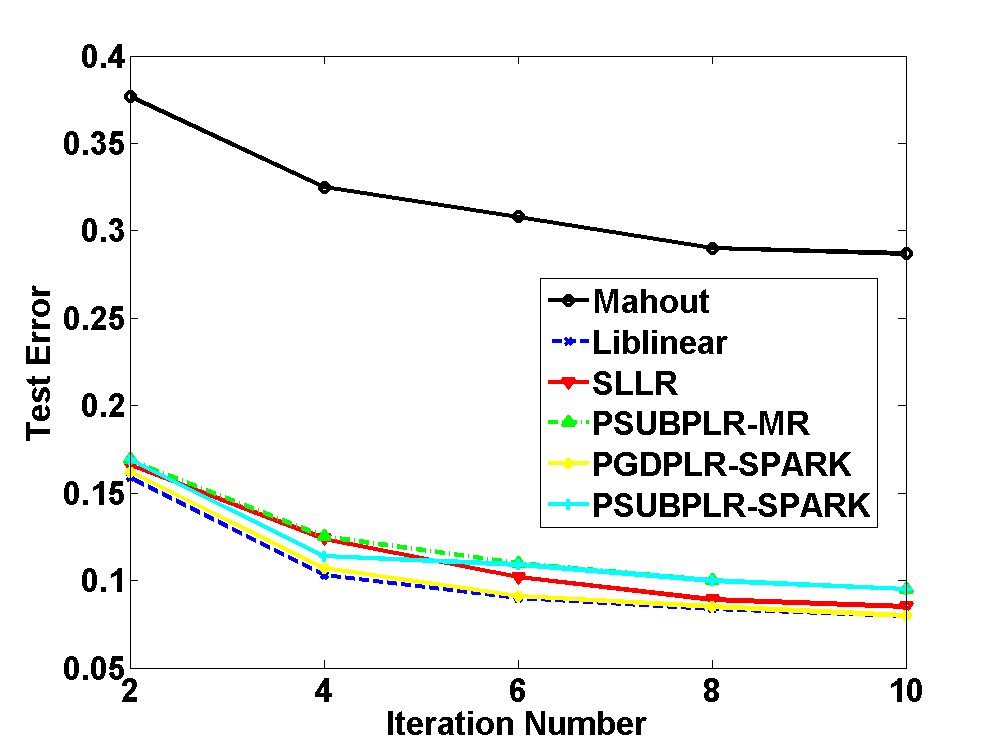 0.4
0.35
0.3
0.25
0.2
0.15
0.1
0.05
Test Error
Mahout
Liblinear
SLLR
PSUBPLR-MR
PGDPLR-SPARK
PSUBPLR-SPARK
2 4 6 8 10
Iteration Number